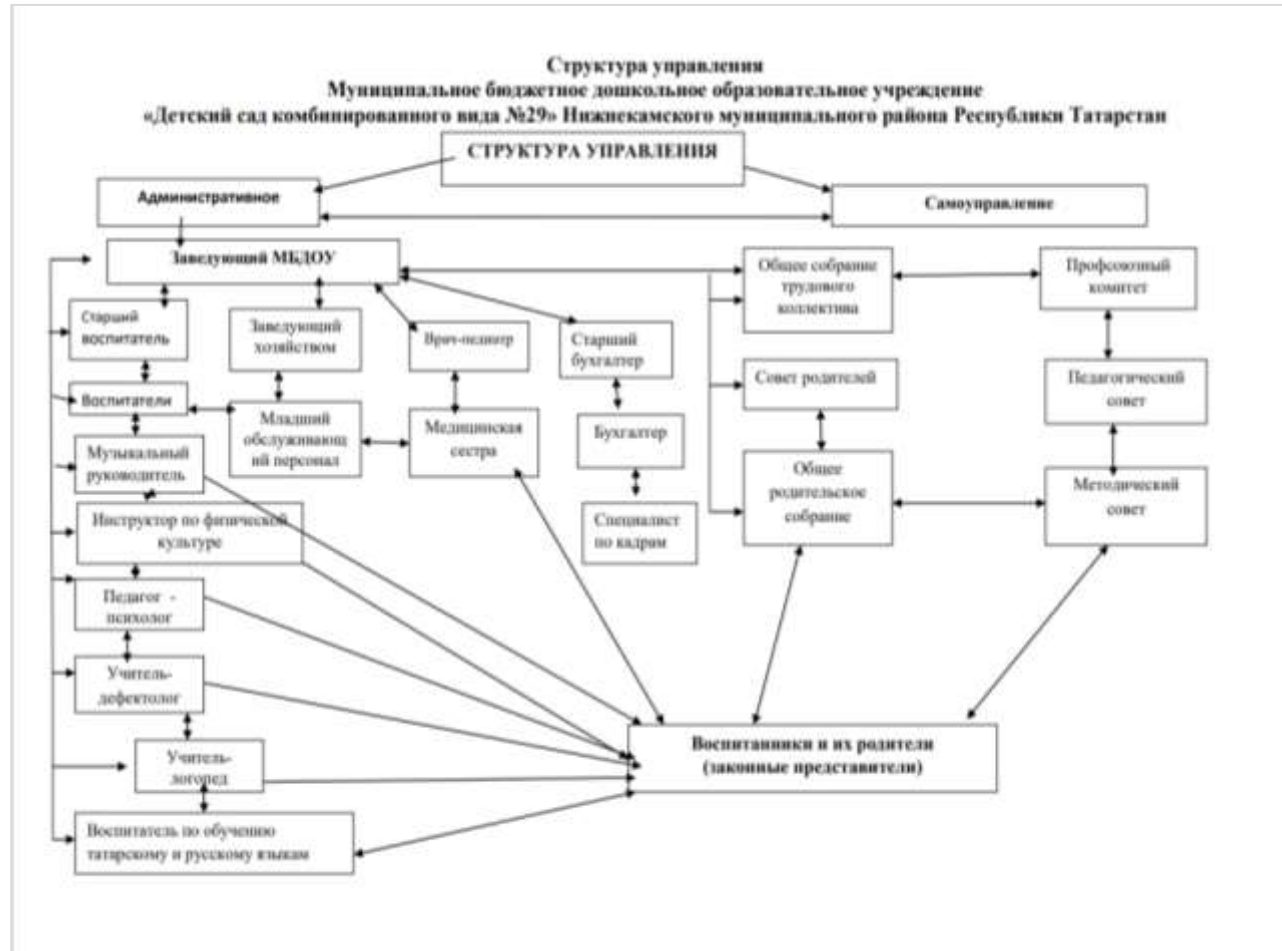 Структура управления
Муниципальное бюджетное дошкольное образовательное учреждение
«Детский сад комбинированного вида №29» Нижнекамского муниципального района Республики Татарстан
СТРУКТУРА УПРАВЛЕНИЯ
Административное
Самоуправление
Заведующий МБДОУ
Общее собрание
трудового
коллектива
Профсоюзный
комитет
Старший
воспитатель
Заведующий
хозяйством
Врач-педиатр
Старший
бухгалтер
Совет родителей
Педагогический
совет
Воспитатели
Младший
обслуживающ
ий персонал
Медицинская
сестра
Бухгалтер
Музыкальный
руководитель
Общее
родительское
собрание
Методический
совет
Инструктор по физической
культуре
Специалист
по кадрам
Педагог -
психолог
Учитель-
дефектолог
Учитель-
логопед
Воспитанники и их родители
(законные представители)
Воспитатель по обучению
татарскому и русскому языкам